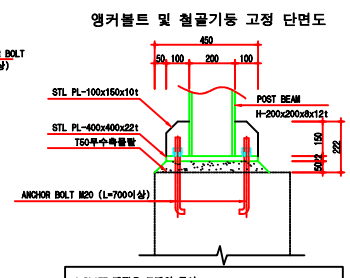 앵커볼트 및 철골기둥 고정 단면도
450
50 100 200 100
BOLT
STL PL-100x150x10t
POST BEAM
H-200x200x8x12t
STL PL-400x400x22t
T50무수축몰탈
150
22
50
222
ANCHOR BOLT M20 (L=700이상)